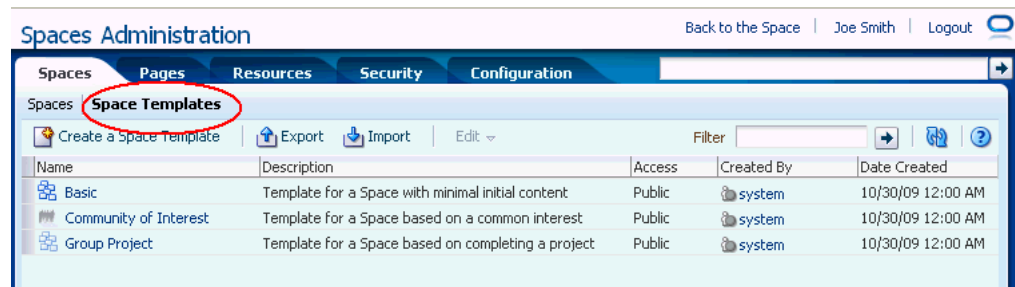 Spaces Administration
Back to the Space | Joe Smith | Logout
Spaces Pages Resources Security Configuration
Spaces Space Templates
Create a Space Template | Export Import | Edit Filter
Name Description Access Created By Date Created
Basic Template for a Space with minimal initial content Public system 10/30/09 12:00 AM
Community of Interest Template for a Space based on a common interest Public system 10/30/09 12:00 AM
Group Project Template for a Space based on completing a project Public system 10/30/09 12:00 AM